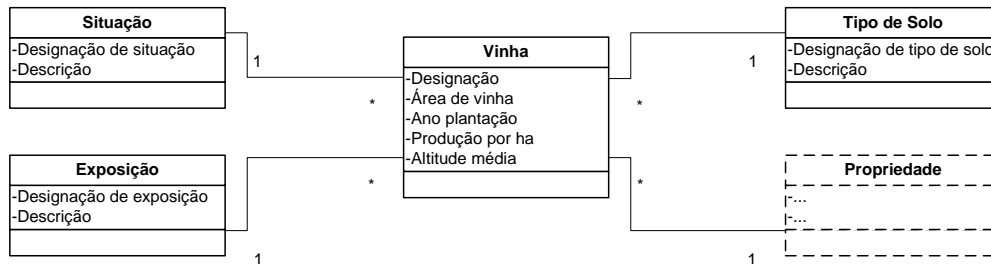 Situação
-Designação de situação
-Descrição
1
*
Vinha
-Designação
-Área de vinha
-Ano plantação
-Produção por ha
-Altitude média
Tipo de Solo
-Designação de tipo de solo
-Descrição
1
*
Exposição
-Designação de exposição
-Descrição
1
*
Propriedade
-...
-...
1
*